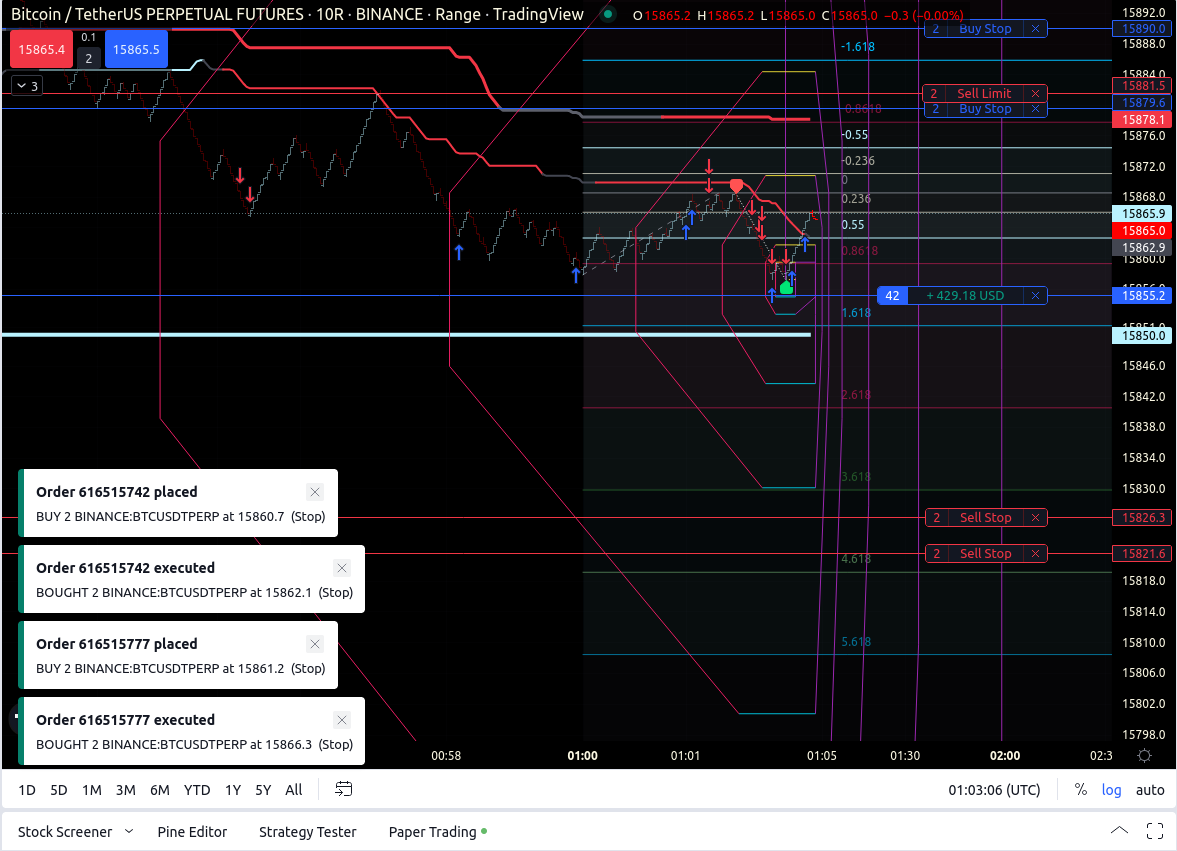 Bitcoin / TetherUS PERPETUAL FUTURES · 10R · BINANCE · Range · TradingView
O15865.2 H15865.2 L15865.0 C15865.0 −0.3 (−0.00%)
15865.4
0.1
2
15865.5
3
2 Buy Stop
2 Sell Limit
2 Buy Stop
42 +429.18 USD
2 Sell Stop
2 Sell Stop
-1.618
-0.8618
-0.55
-0.236
0
0.236
0.55
0.8618
1.618
2.618
3.618
4.618
5.618
15892.0
15890.0
15888.0
15884.0
15881.5
15879.6
15878.1
15876.0
15872.0
15868.0
15865.9
15865.0
15862.9
15860.0
15856.0
15855.2
15851.0
15850.0
15846.0
15842.0
15838.0
15834.0
15830.0
15826.3
15821.6
15818.0
15814.0
15810.0
15806.0
15802.0
15798.0
Order 616515742 placed
BUY 2 BINANCE:BTCUSDTPERP at 15860.7 (Stop)
Order 616515742 executed
BOUGHT 2 BINANCE:BTCUSDTPERP at 15862.1 (Stop)
Order 616515777 placed
BUY 2 BINANCE:BTCUSDTPERP at 15861.2 (Stop)
Order 616515777 executed
BOUGHT 2 BINANCE:BTCUSDTPERP at 15866.3 (Stop)
00:58 01:00 01:01 01:05 01:30 02:00 02:3
1D 5D 1M 3M 6M YTD 1Y 5Y All
01:03:06 (UTC) % log auto
Stock Screener Pine Editor Strategy Tester Paper Trading